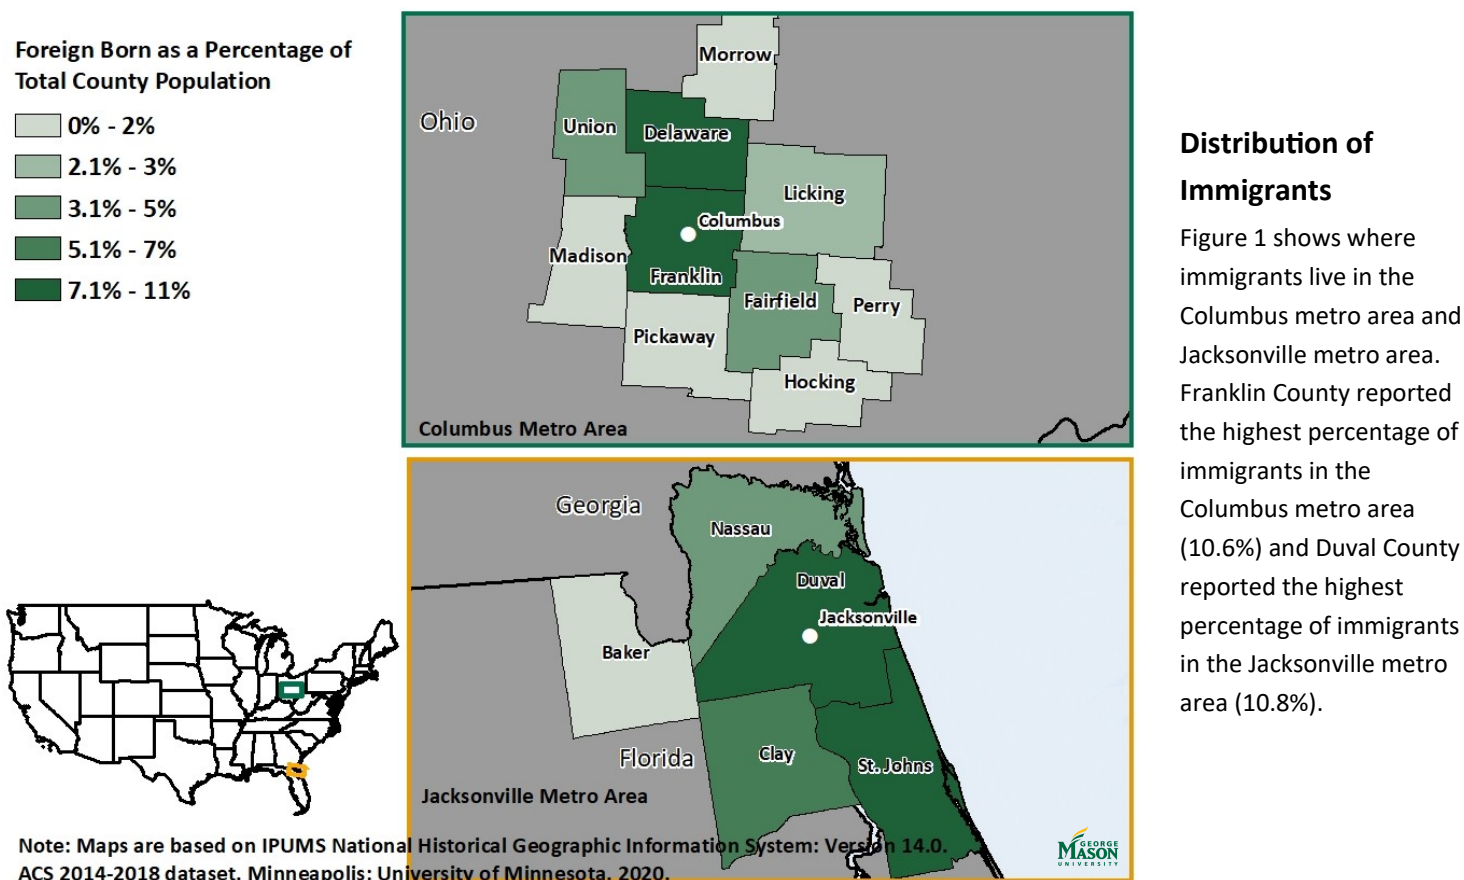 Foreign Born as a Percentage of
Total County Population
0% - 2%
2.1% - 3%
3.1% - 5%
5.1% - 7%
7.1% - 11%
Ohio
Morrow
Union
Delaware
Licking
Columbus
Madison
Franklin
Fairfield
Perry
Pickaway
Hocking
Columbus Metro Area
Georgia
Nassau
Duval
Jacksonville
Baker
Florida
Clay
St. Johns
Jacksonville Metro Area
GEORGE
MASON
UNIVERSITY
Note: Maps are based on IPUMS National Historical Geographic Information System: Version 14.0.
ACS 2014-2018 dataset. Minneapolis: University of Minnesota. 2020.
Distribution of
Immigrants
Figure 1 shows where
immigrants live in the
Columbus metro area and
Jacksonville metro area.
Franklin County reported
the highest percentage of
immigrants in the
Columbus metro area
(10.6%) and Duval County
reported the highest
percentage of immigrants
in the Jacksonville metro
area (10.8%).